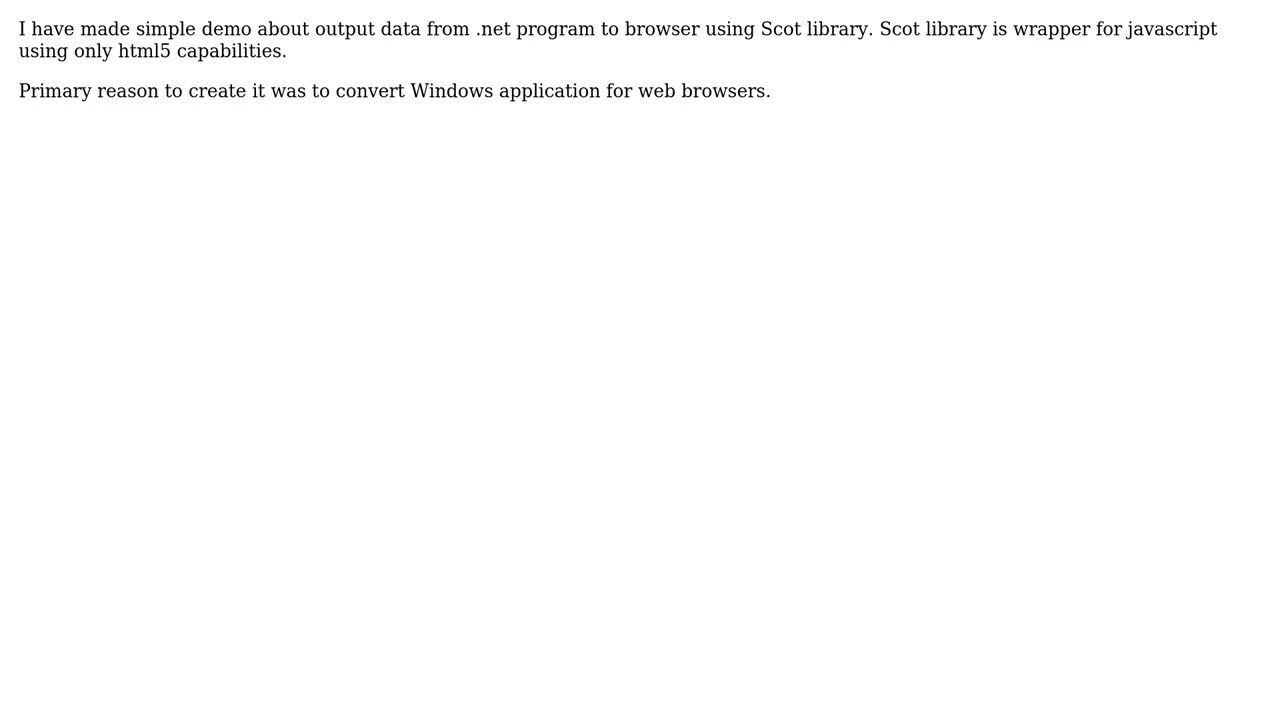 I have made simple demo about output data from .net program to browser using Scot library. Scot library is wrapper for javascript
using only html5 capabilities.
Primary reason to create it was to convert Windows application for web browsers.